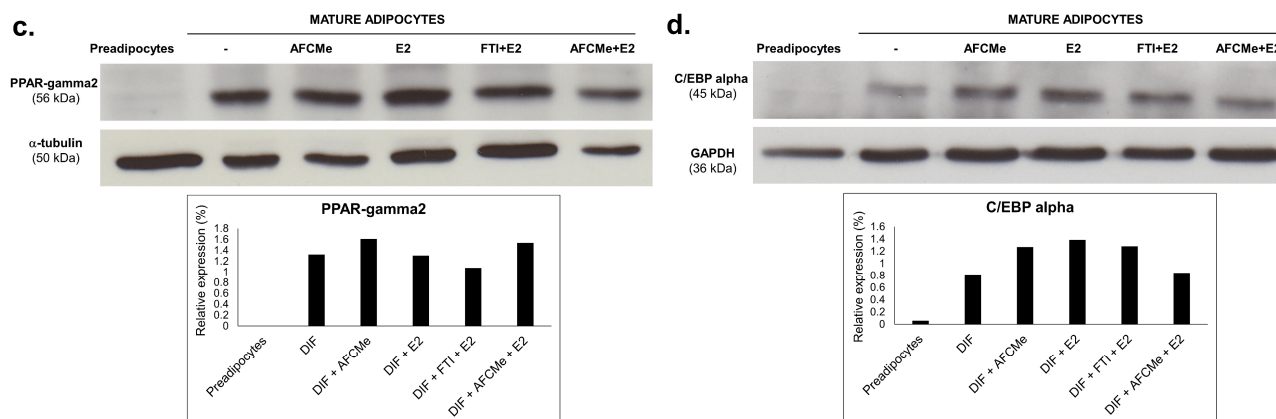 c.
MATURE ADIPOCYTES
Preadipocytes - AFCMe E2 FTI+E2 AFCMe+E2
PPAR-gamma2
(56 kDa)
α-tubulin
(50 kDa)
PPAR-gamma2
Relative expression (%)
1.8
1.6
1.4
1.2
1
0.8
0.6
0.4
0.2
0
Preadipocytes
DIF
DIF + AFCMe
DIF + E2
DIF + FTI + E2
DIF + AFCMe + E2
d.
MATURE ADIPOCYTES
Preadipocytes - AFCMe E2 FTI+E2 AFCMe+E2
C/EBP alpha
(45 kDa)
GAPDH
(36 kDa)
C/EBP alpha
Relative expression (%)
1.6
1.4
1.2
1
0.8
0.6
0.4
0.2
0
Preadipocytes
DIF
DIF + AFCMe
DIF + E2
DIF + FTI + E2
DIF + AFCMe + E2